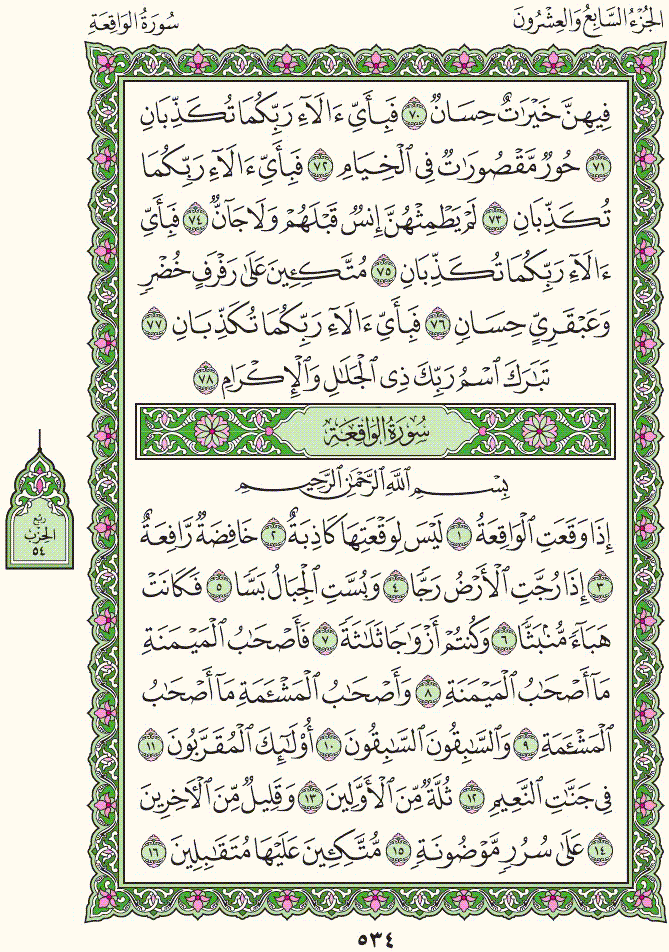 الجُزْءُ السَّابِعُ وَالعِشْرُونَ
سُورَةُ الوَاقِعَةِ
فِيهِنَّ خَيْرَٰتٌ حِسَانٌ ٧٠ فَبِأَىِّ ءَالَآءِ رَبِّكُمَا تُكَذِّبَانِ
٧١ حُورٌ مَّقْصُورَٰتٌ فِى ٱلْخِيَامِ ٧٢ فَبِأَىِّ ءَالَآءِ رَبِّكُمَا
تُكَذِّبَانِ ٧٣ لَمْ يَطْمِثْهُنَّ إِنسٌ قَبْلَهُمْ وَلَا جَآنٌّ ٧٤ فَبِأَىِّ
ءَالَآءِ رَبِّكُمَا تُكَذِّبَانِ ٧٥ مُتَّكِـِٔينَ عَلَىٰ رَفْرَفٍ خُضْرٍ
وَعَبْقَرِىٍّ حِسَانٍ ٧٦ فَبِأَىِّ ءَالَآءِ رَبِّكُمَا تُكَذِّبَانِ ٧٧
تَبَٰرَكَ ٱسْمُ رَبِّكَ ذِى ٱلْجَلَٰلِ وَٱلْإِكْرَامِ ٧٨
سُورَةُ الوَاقِعَةِ
بِسْمِ ٱللَّهِ ٱلرَّحْمَٰنِ ٱلرَّحِيمِ
إِذَا وَقَعَتِ ٱلْوَاقِعَةُ ١ لَيْسَ لِوَقْعَتِهَا كَاذِبَةٌ ٢ خَافِضَةٌ رَّافِعَةٌ
٣ إِذَا رُجَّتِ ٱلْأَرْضُ رَجًّا ٤ وَبُسَّتِ ٱلْجِبَالُ بَسًّا ٥ فَكَانَتْ
هَبَآءً مُّنۢبَثًّا ٦ وَكُنتُمْ أَزْوَٰجًا ثَلَٰثَةً ٧ فَأَصْحَٰبُ ٱلْمَيْمَنَةِ
مَآ أَصْحَٰبُ ٱلْمَيْمَنَةِ ٨ وَأَصْحَٰبُ ٱلْمَشْـَٔمَةِ مَآ أَصْحَٰبُ
ٱلْمَشْـَٔمَةِ ٩ وَٱلسَّٰبِقُونَ ٱلسَّٰبِقُونَ ١٠ أُو۟لَٰٓئِكَ ٱلْمُقَرَّبُونَ ١١
فِى جَنَّٰتِ ٱلنَّعِيمِ ١٢ ثُلَّةٌ مِّنَ ٱلْأَوَّلِينَ ١٣ وَقَلِيلٌ مِّنَ ٱلْءَاخِرِينَ
١٤ عَلَىٰ سُرُرٍ مَّوْضُونَةٍ ١٥ مُّتَّكِـِٔينَ عَلَيْهَا مُتَقَٰبِلِينَ ١٦
رُبْع
الحِزْب
٥٤
٥٣٤